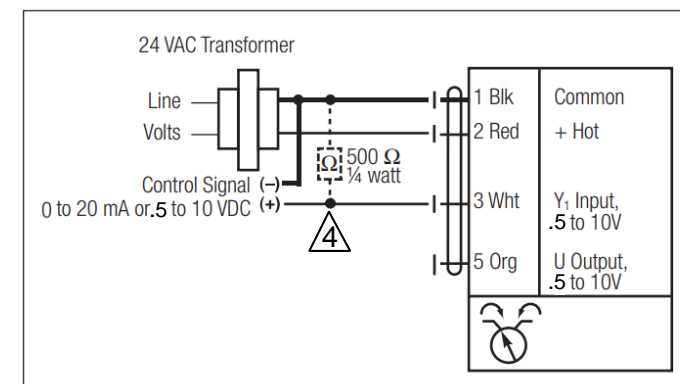 24 VAC Transformer
Line
Volts
Control Signal (–)
0 to 20 mA or .5 to 10 VDC (+)
Ω
500 Ω
¼ watt
4
1 Blk
Common
2 Red
+ Hot
3 Wht
Y₁ Input,
.5 to 10V
5 Org
U Output,
.5 to 10V